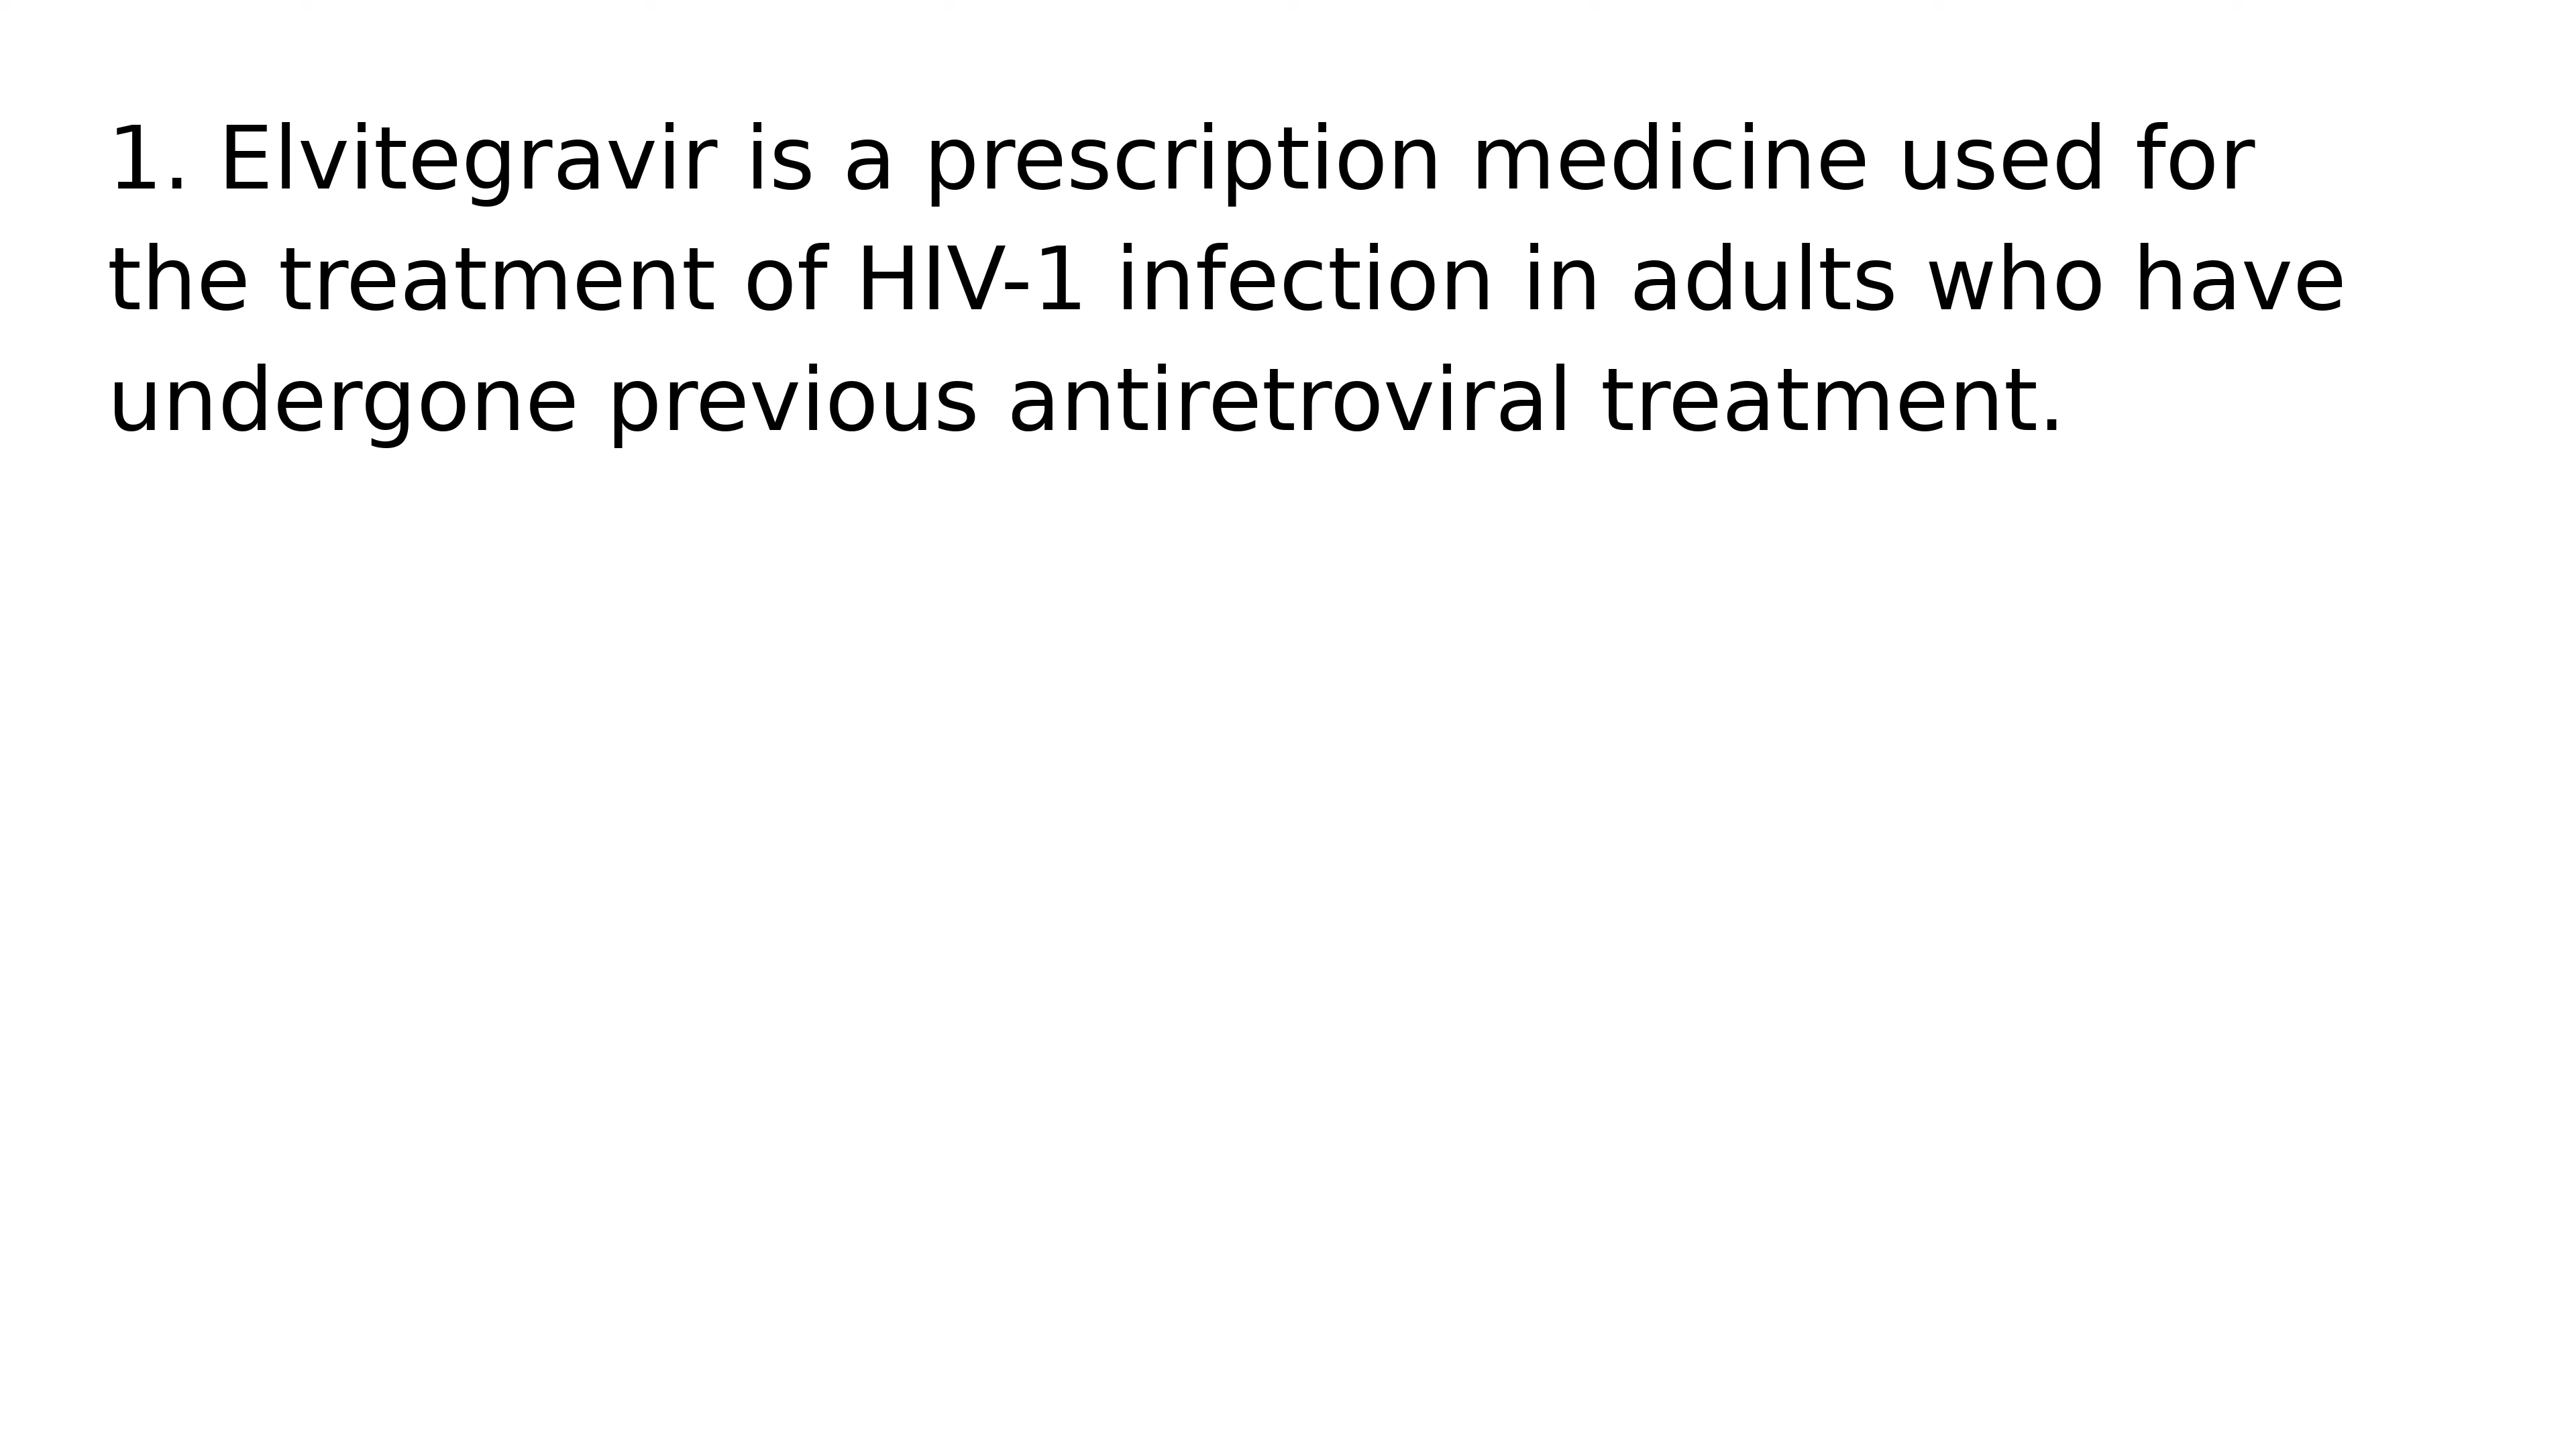 1. Elvitegravir is a prescription medicine used for
the treatment of HIV-1 infection in adults who have
undergone previous antiretroviral treatment.